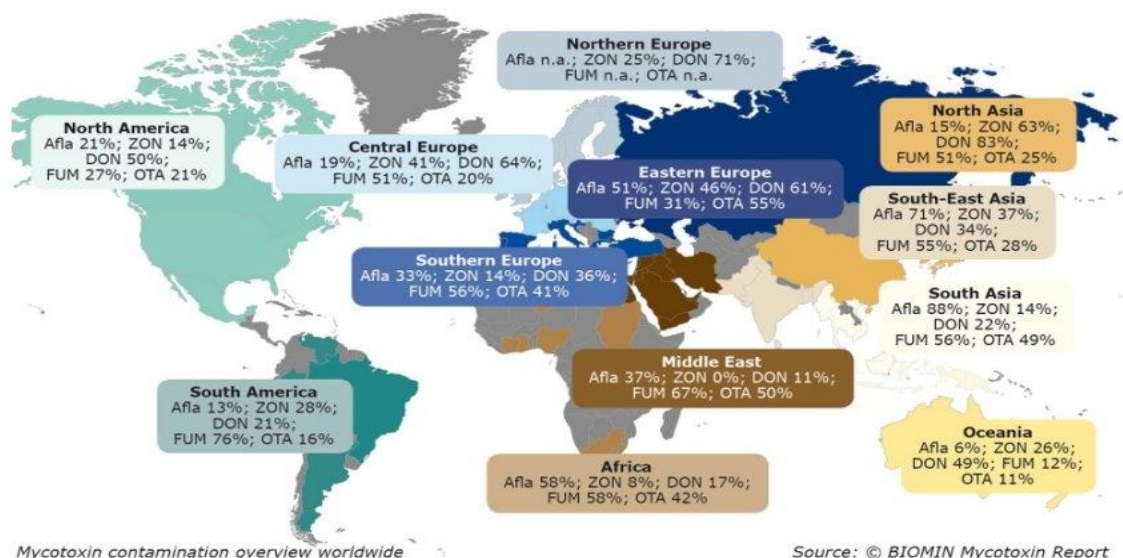 Northern Europe
Afla n.a.; ZON 25%; DON 71%;
FUM n.a.; OTA n.a.
North America
Afla 21%; ZON 14%;
DON 50%;
FUM 27%; OTA 21%
Central Europe
Afla 19%; ZON 41%; DON 64%;
FUM 51%; OTA 20%
North Asia
Afla 15%; ZON 63%;
DON 83%;
FUM 51%; OTA 25%
Eastern Europe
Afla 51%; ZON 46%; DON 61%;
FUM 31%; OTA 55%
South-East Asia
Afla 71%; ZON 37%;
DON 34%;
FUM 55%; OTA 28%
Southern Europe
Afla 33%; ZON 14%; DON 36%;
FUM 56%; OTA 41%
South Asia
Afla 88%; ZON 14%;
DON 22%;
FUM 56%; OTA 49%
Middle East
Afla 37%; ZON 0%; DON 11%;
FUM 67%; OTA 50%
South America
Afla 13%; ZON 28%;
DON 21%;
FUM 76%; OTA 16%
Oceania
Afla 6%; ZON 26%;
DON 49%; FUM 12%;
OTA 11%
Africa
Afla 58%; ZON 8%; DON 17%;
FUM 58%; OTA 42%
Mycotoxin contamination overview worldwide
Source: © BIOMIN Mycotoxin Report